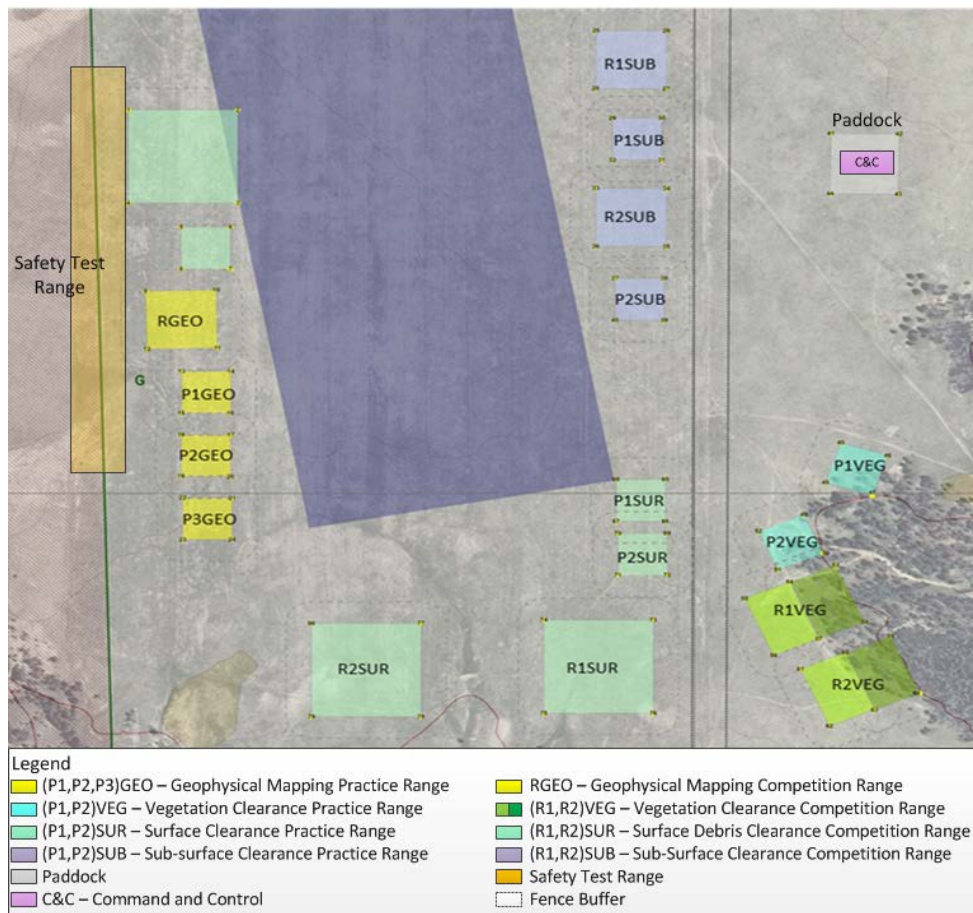 R1SUB
P1SUB
Paddock
C&C
R2SUB
Safety Test
Range
P2SUB
RGEO
G
P1GEO
P2GEO
P1VEG
P1SUR
P3GEO
P2VEG
P2SUR
R1VEG
R2SUR
R1SUR
R2VEG
Legend
(P1,P2,P3)GEO – Geophysical Mapping Practice Range
RGEO – Geophysical Mapping Competition Range
(P1,P2)VEG – Vegetation Clearance Practice Range
(R1,R2)VEG – Vegetation Clearance Competition Range
(P1,P2)SUR – Surface Clearance Practice Range
(R1,R2)SUR – Surface Debris Clearance Competition Range
(P1,P2)SUB – Sub-surface Clearance Practice Range
(R1,R2)SUB – Sub-Surface Clearance Competition Range
Paddock
Safety Test Range
C&C – Command and Control
Fence Buffer